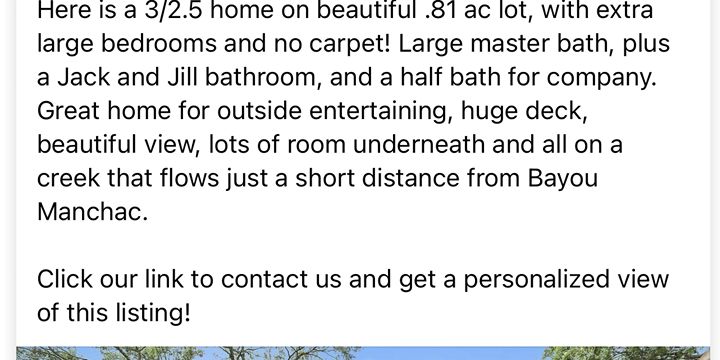 Here is a 3/2.5 home on beautiful .81 ac lot, with extra
large bedrooms and no carpet! Large master bath, plus
a Jack and Jill bathroom, and a half bath for company.
Great home for outside entertaining, huge deck,
beautiful view, lots of room underneath and all on a
creek that flows just a short distance from Bayou
Manchac.
Click our link to contact us and get a personalized view
of this listing!